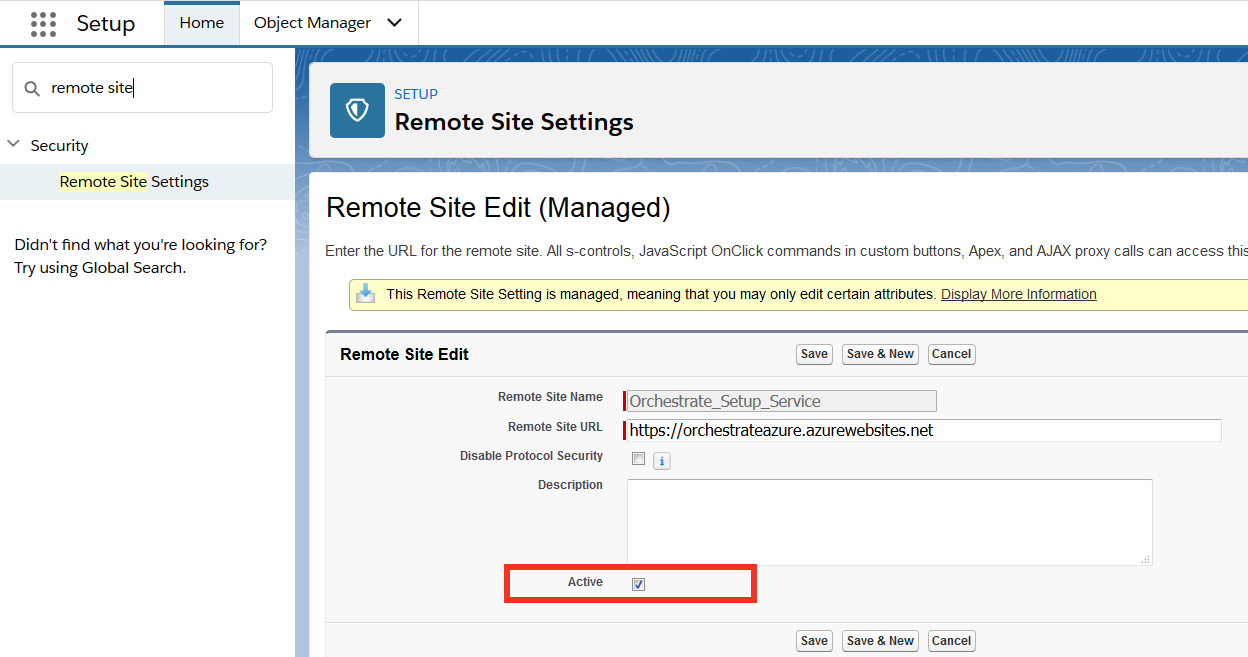 Setup
Home
Object Manager
remote site
Security
Remote Site Settings
Didn't find what you're looking for?
Try using Global Search.
SETUP
Remote Site Settings
Remote Site Edit (Managed)
Enter the URL for the remote site. All s-controls, JavaScript OnClick commands in custom buttons, Apex, and AJAX proxy calls can access this
This Remote Site Setting is managed, meaning that you may only edit certain attributes. Display More Information
Remote Site Edit Save Save & New Cancel
Remote Site Name Orchestrate_Setup_Service
Remote Site URL https://orchestrateazure.azurewebsites.net
Disable Protocol Security i
Description
Active
Save Save & New Cancel